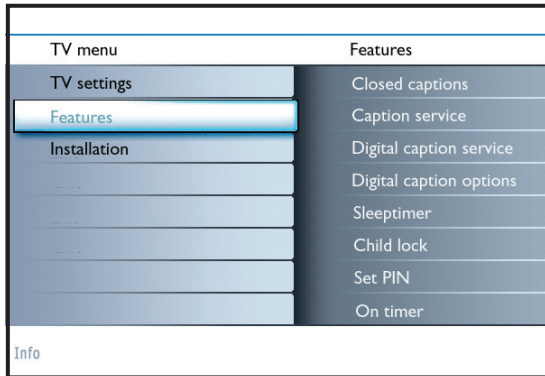 TV menu
Features
TV settings
Features
Installation
Closed captions
Caption service
Digital caption service
Digital caption options
Sleeptimer
Child lock
Set PIN
On timer
Info